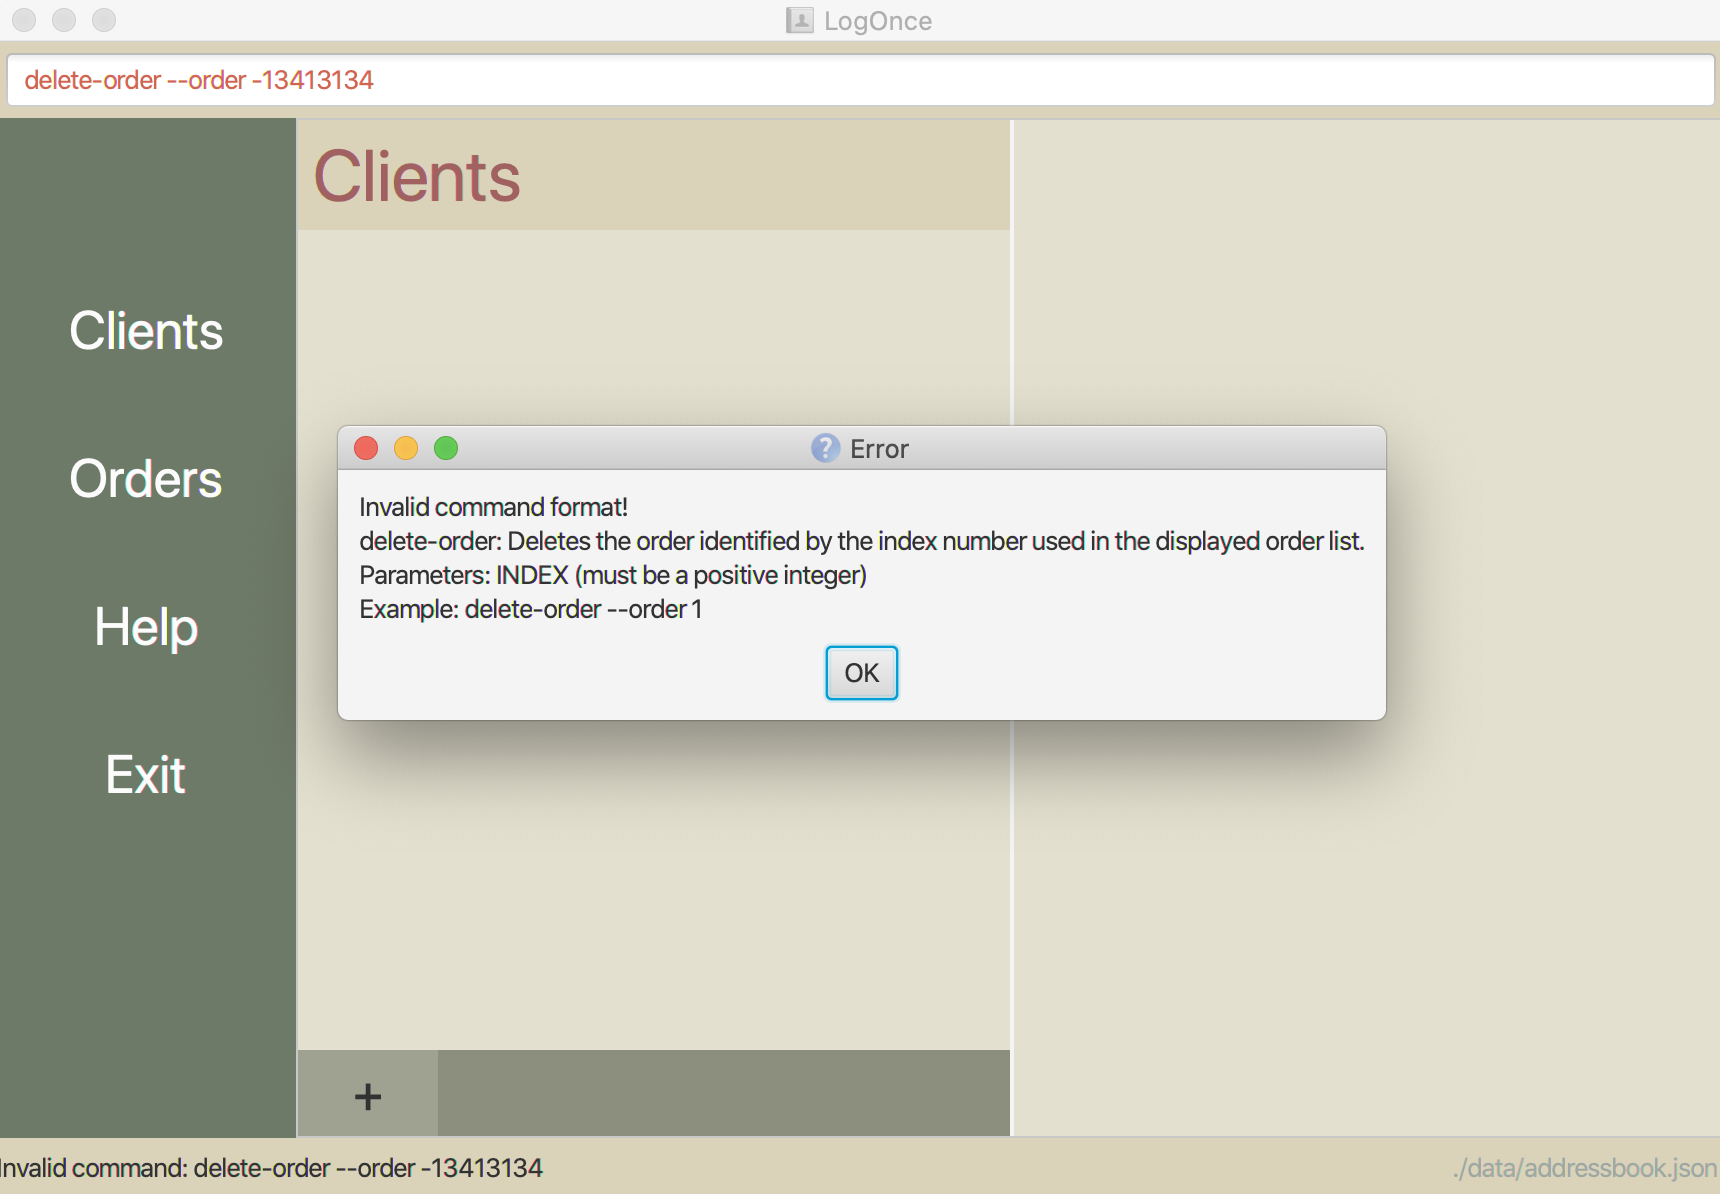 LogOnce
delete-order --order -13413134
Clients
Clients
Orders
Help
Exit
Error
Invalid command format!
delete-order: Deletes the order identified by the index number used in the displayed order list.
Parameters: INDEX (must be a positive integer)
Example: delete-order --order 1
OK
+
Invalid command: delete-order --order -13413134
./data/addressbook.json